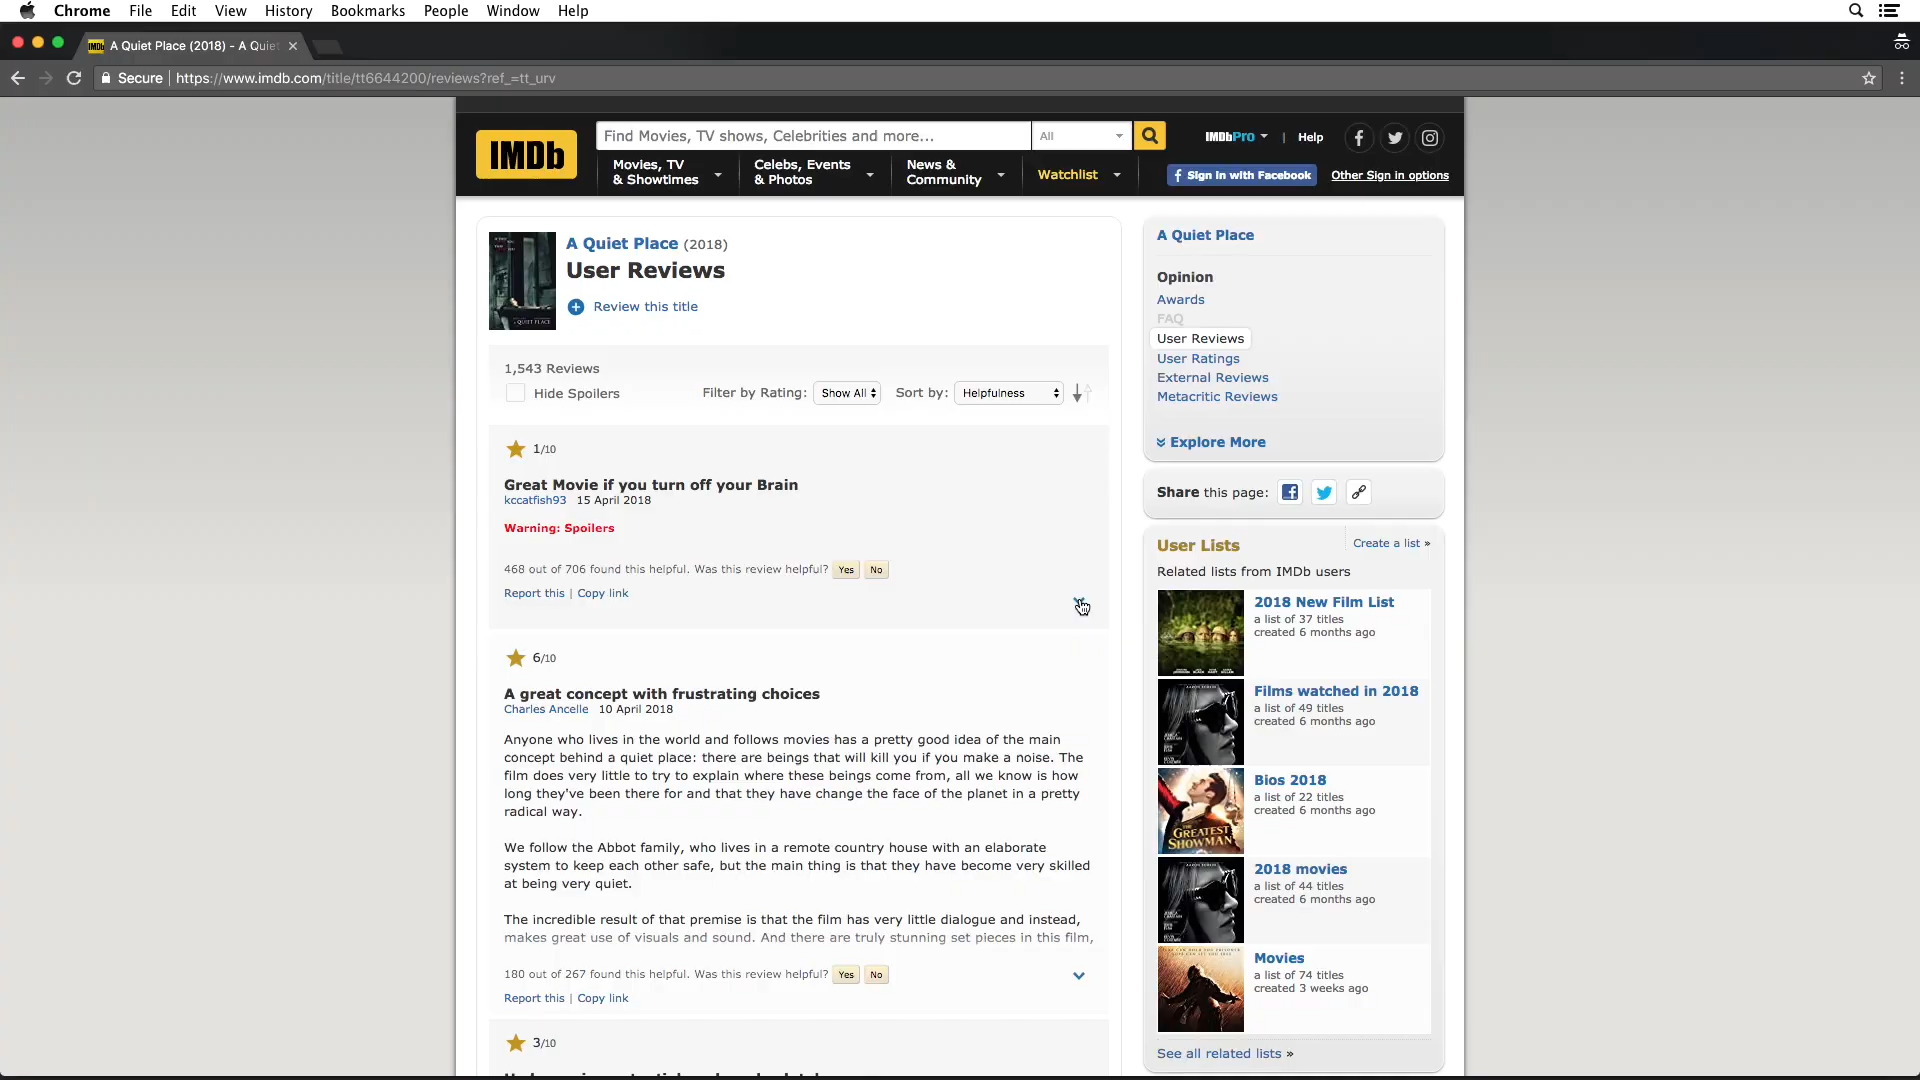 Chrome File Edit View History Bookmarks People Window Help
IMDb A Quiet Place (2018) - A Quie
Secure https://www.imdb.com/title/tt6644200/reviews?ref_=tt_urv
IMDb
Find Movies, TV shows, Celebrities and more...
All
IMDbPro | Help
Movies, TV
& Showtimes
Celebs, Events
& Photos
News &
Community
Watchlist
f Sign in with Facebook
Other Sign in options
A Quiet Place (2018)
User Reviews
Review this title
A QUIET PLACE
1,543 Reviews
Hide Spoilers
Filter by Rating: Show All
Sort by: Helpfulness
1/10
Great Movie if you turn off your Brain
kccatfish93 15 April 2018
Warning: Spoilers
468 out of 706 found this helpful. Was this review helpful? Yes No
Report this | Copy link
6/10
A great concept with frustrating choices
Charles Ancelle 10 April 2018
Anyone who lives in the world and follows movies has a pretty good idea of the main
concept behind a quiet place: there are beings that will kill you if you make a noise. The
film does very little to try to explain where these beings come from, all we know is how
long they've been there for and that they have change the face of the planet in a pretty
radical way.
We follow the Abbot family, who lives in a remote country house with an elaborate
system to keep each other safe, but the main thing is that they have become very skilled
at being very quiet.
The incredible result of that premise is that the film has very little dialogue and instead,
makes great use of visuals and sound. And there are truly stunning set pieces in this film,
180 out of 267 found this helpful. Was this review helpful? Yes No
Report this | Copy link
3/10
A Quiet Place
Opinion
Awards
FAQ
User Reviews
User Ratings
External Reviews
Metacritic Reviews
Explore More
Share this page:
User Lists
Create a list »
Related lists from IMDb users
2018 New Film List
a list of 37 titles
created 6 months ago
Films watched in 2018
a list of 49 titles
created 6 months ago
THE
GREATEST
SHOWMAN
Bios 2018
a list of 22 titles
created 6 months ago
2018 movies
a list of 44 titles
created 6 months ago
Movies
a list of 74 titles
created 3 weeks ago
See all related lists »